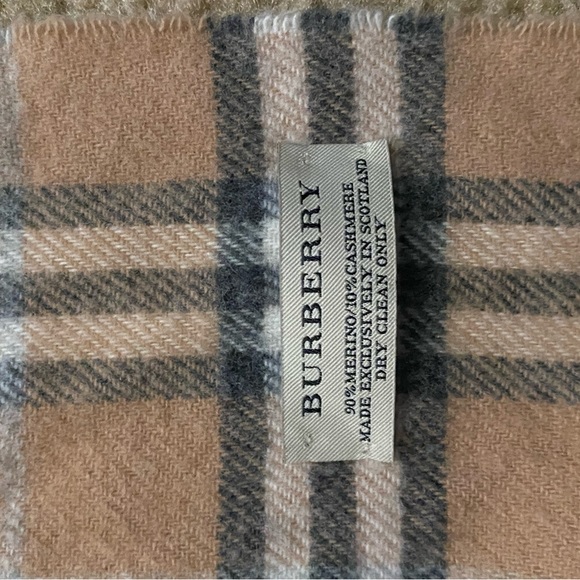 BURBERRY
90%MERINO/10%CASHMERE
MADE EXCLUSIVELY IN SCOTLAND
DRY CLEAN ONLY